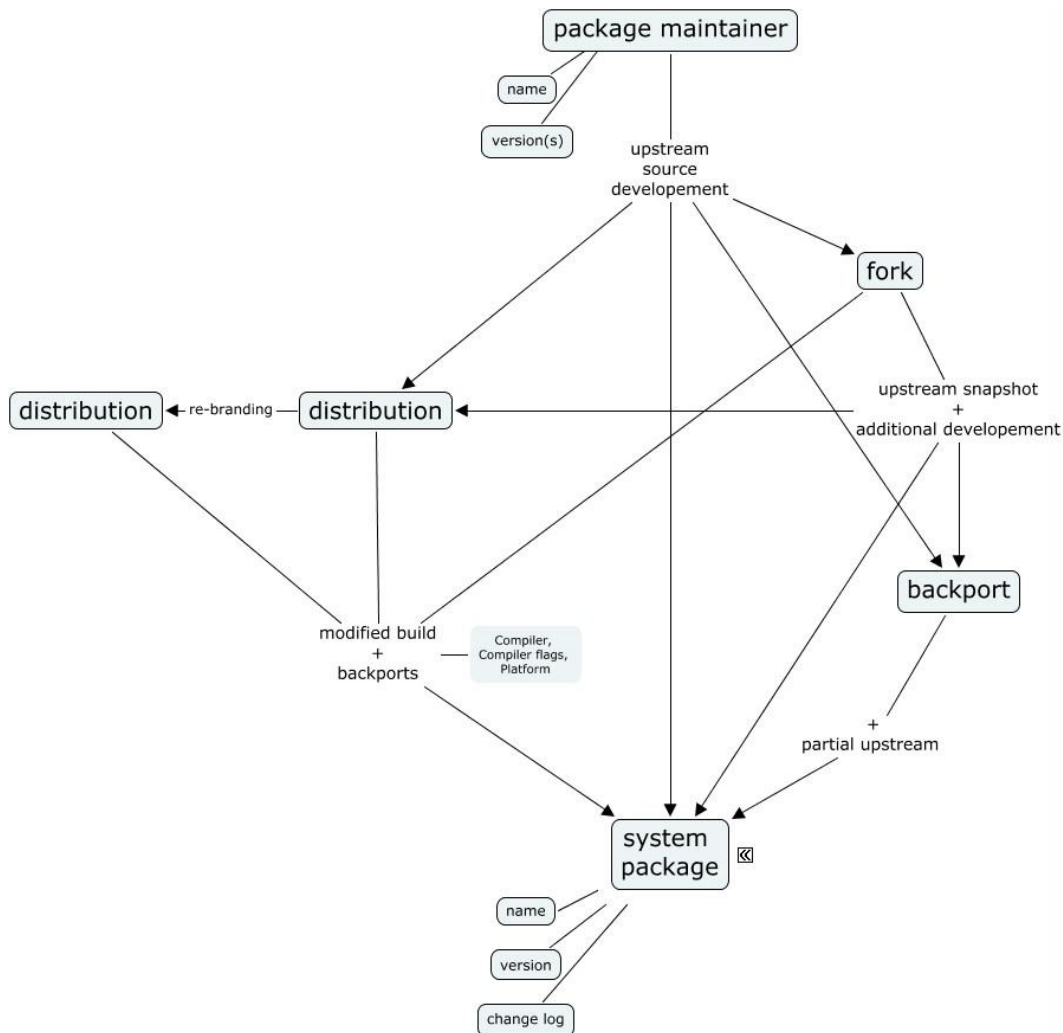 package maintainer
name
version(s)
upstream
source
developement
fork
distribution
re-branding
distribution
upstream snapshot
+
additional developement
backport
modified build
+
backports
Compiler,
Compiler flags,
Platform
+
partial upstream
system
package
name
version
change log